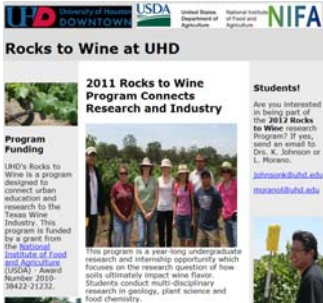 UHD University of Houston
DOWNTOWN
USDA
United States
Department of
Agriculture
National Institute
of Food and
Agriculture
NIFA
Rocks to Wine at UHD
Program
Funding
UHD's Rocks to
Wine is a program
designed to
connect urban
education and
research to the
Texas Wine
Industry. This
program is funded
by a grant from
the National
Institute of Food
and Agriculture
(USDA) - Award
Number 2010-
38422-21232.
2011 Rocks to Wine
Program Connects
Research and Industry
This program is a year-long undergraduate
research and internship opportunity which
focuses on the research question of how
soils ultimately impact wine flavor.
Students conduct multi-disciplinary
research in geology, plant science and
food chemistry.
Students!
Are you interested
in being part of
the 2012 Rocks
to Wine research
Program? If yes,
send an email to
Drs. K. Johnson or
L. Morano.
johnsonk@uhd.edu
moranol@uhd.edu